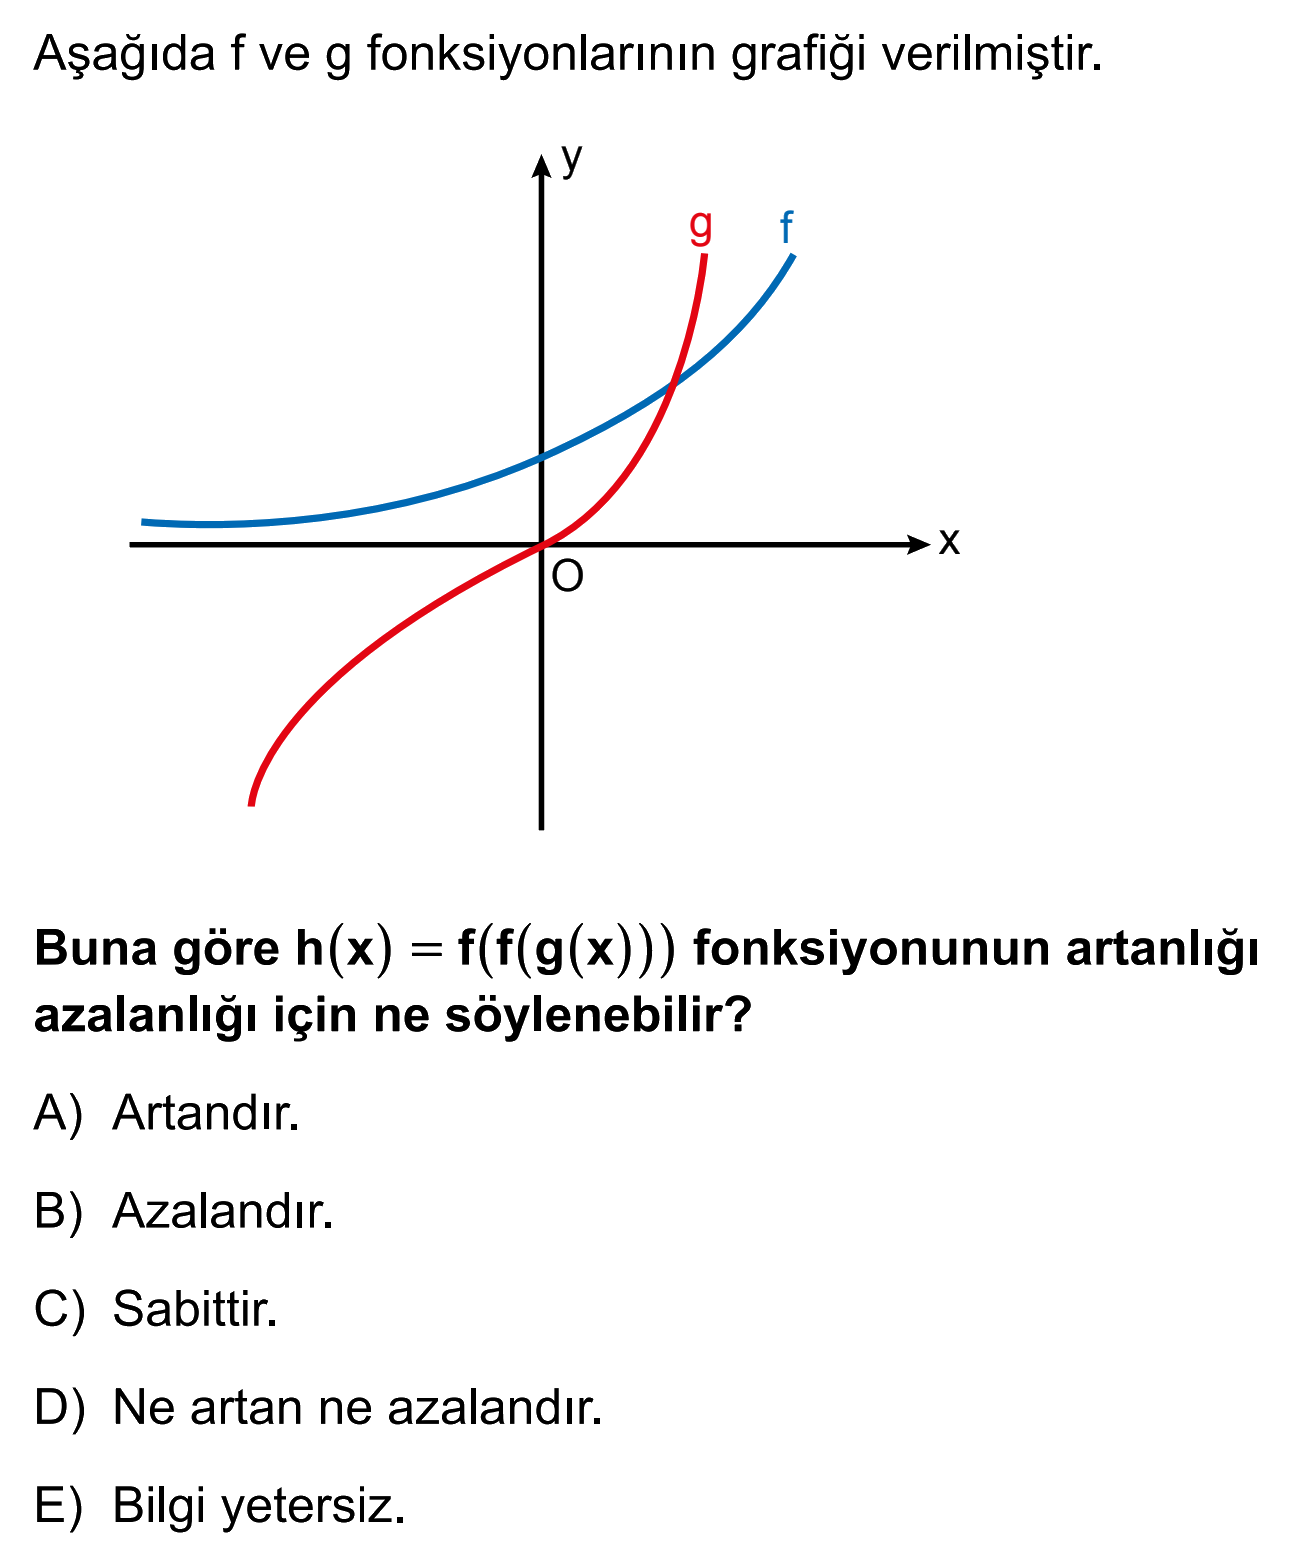 Aşağıda f ve g fonksiyonlarının grafiği verilmiştir.
y
g f
x
O
Buna göre h(x) = f(f(g(x))) fonksiyonunun artanlığı
azalanlığı için ne söylenebilir?
A) Artandır.
B) Azalandır.
C) Sabittir.
D) Ne artan ne azalandır.
E) Bilgi yetersiz.